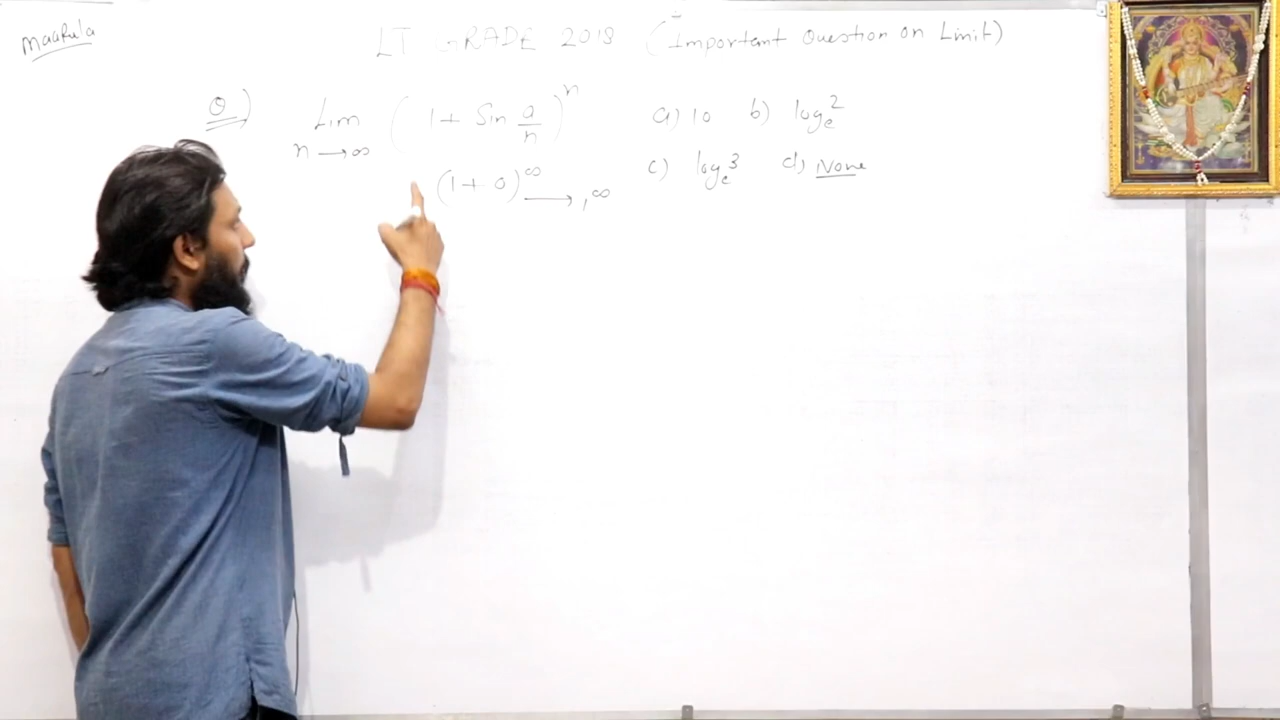 Maarula
LT GRADE 2018 (Important Question on Limit)
Q) Lim n→∞ (1 + Sin a/n)^n a) 10 b) log_e 2
(1 + 0)^∞ → 1^∞ c) log_e 3 d) None